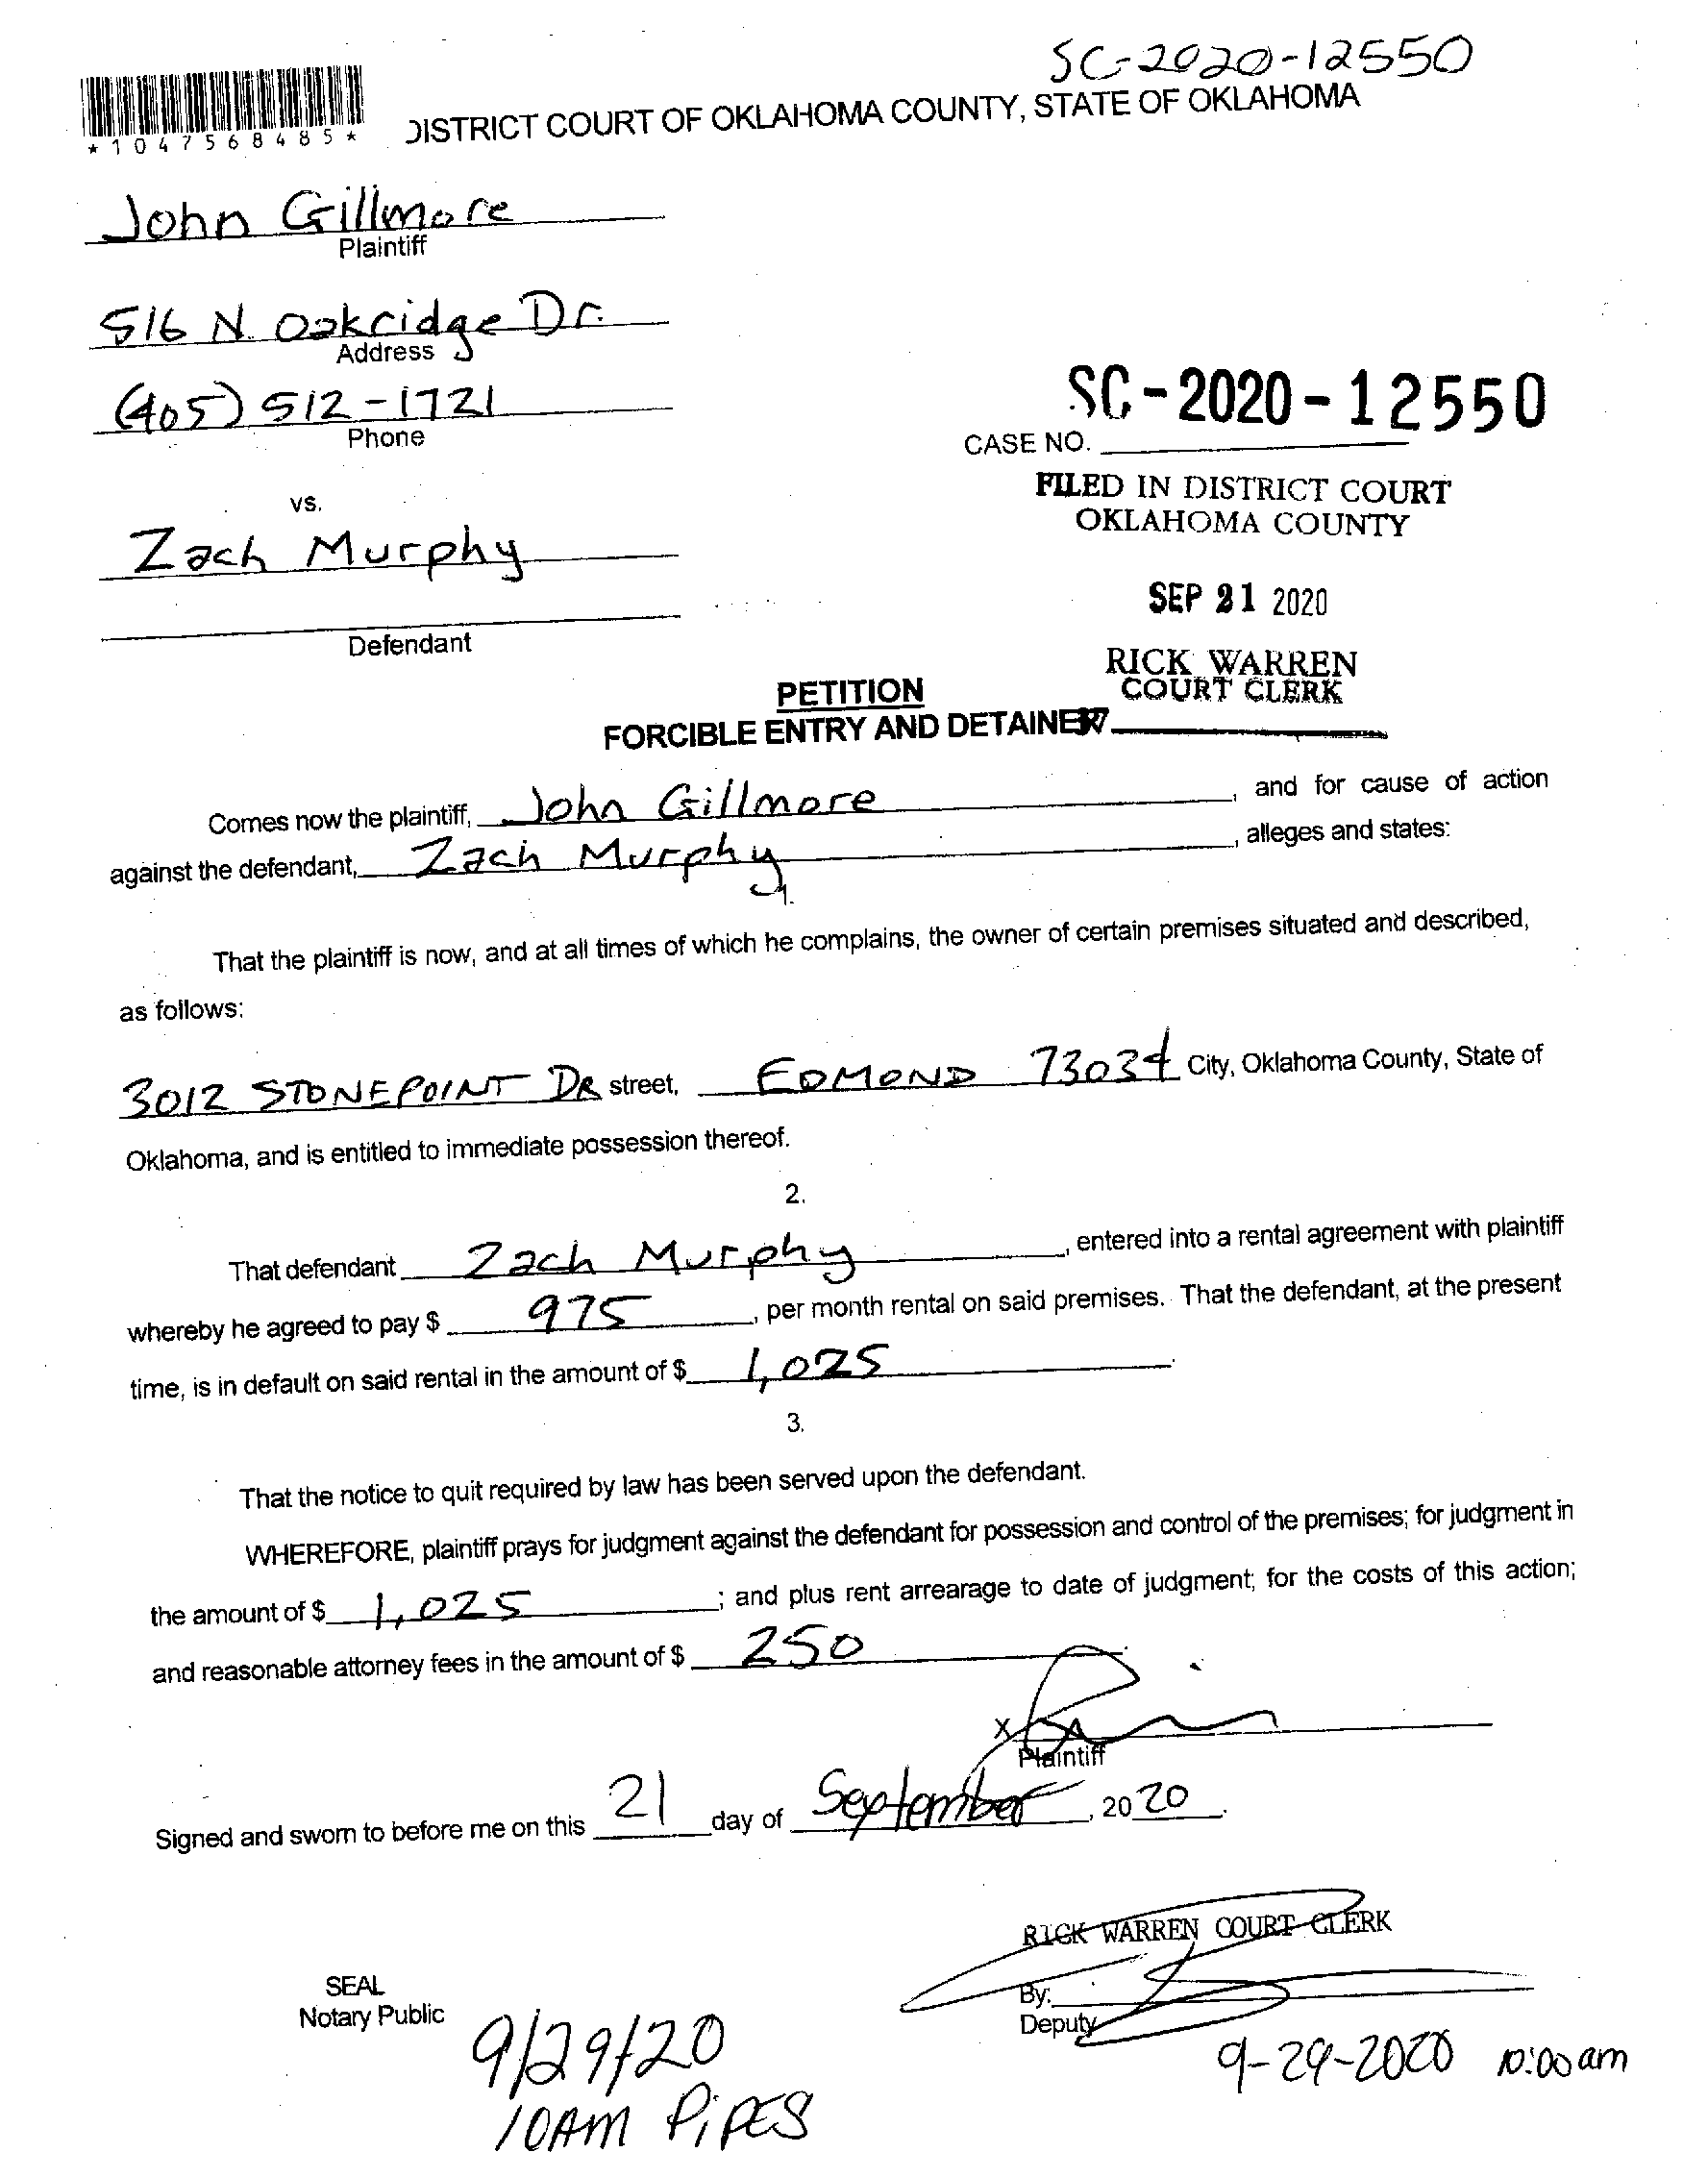 SC-2020-12550
*1047568485*
DISTRICT COURT OF OKLAHOMA COUNTY, STATE OF OKLAHOMA
John Gillmore
Plaintiff
516 N. Oakridge Dr.
Address
(405) 512-1721
Phone
SC-2020-12550
CASE NO.
FILED IN DISTRICT COURT
OKLAHOMA COUNTY
vs.
Zach Murphy
SEP 21 2020
Defendant
RICK WARREN
COURT CLERK
PETITION
FORCIBLE ENTRY AND DETAINER
37
Comes now the plaintiff, John Gillmore, and for cause of action
against the defendant, Zach Murphy, alleges and states:
1.
That the plaintiff is now, and at all times of which he complains, the owner of certain premises situated and described,
as follows:
3012 STONEPOINT DR street, EDMOND 73034 City, Oklahoma County, State of
Oklahoma, and is entitled to immediate possession thereof.
2.
That defendant Zach Murphy, entered into a rental agreement with plaintiff
whereby he agreed to pay $ 975, per month rental on said premises. That the defendant, at the present
time, is in default on said rental in the amount of $ 1,025.
3.
That the notice to quit required by law has been served upon the defendant.
WHEREFORE, plaintiff prays for judgment against the defendant for possession and control of the premises; for judgment in
the amount of $ 1,025; and plus rent arrearage to date of judgment; for the costs of this action;
and reasonable attorney fees in the amount of $ 250
X
Plaintiff
Signed and sworn to before me on this 21 day of September, 2020.
RICK WARREN COURT CLERK
SEAL
Notary Public
By:
Deputy
9/29/20
10AM PiPES
9-29-2020 10:00am